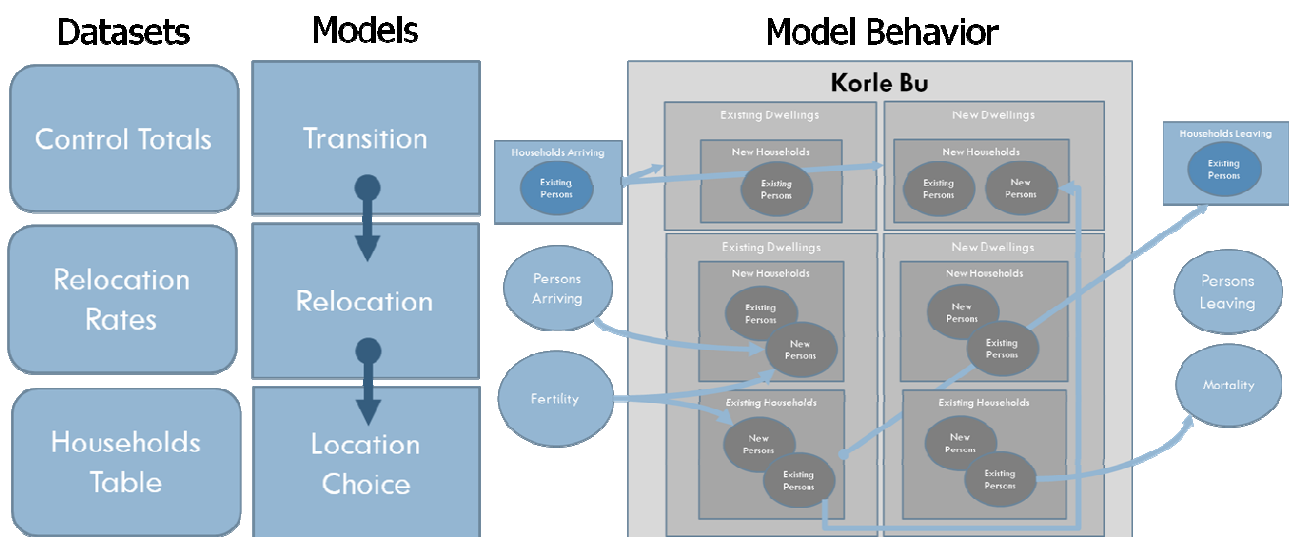 Datasets
Models
Model Behavior
Control Totals
Relocation
Rates
Households
Table
Transition
Relocation
Location
Choice
Korle Bu
Households Arriving
Existing
Persons
Persons
Arriving
Fertility
Existing Dwellings
New Households
Existing
Persons
New Dwellings
New Households
Existing
Persons
New
Persons
Existing Dwellings
New Households
Existing
Persons
New
Persons
Existing Households
New
Persons
Existing
Persons
New Dwellings
New Households
New
Persons
Existing
Persons
Existing Households
New
Persons
Existing
Persons
Households Leaving
Existing
Persons
Persons
Leaving
Mortality